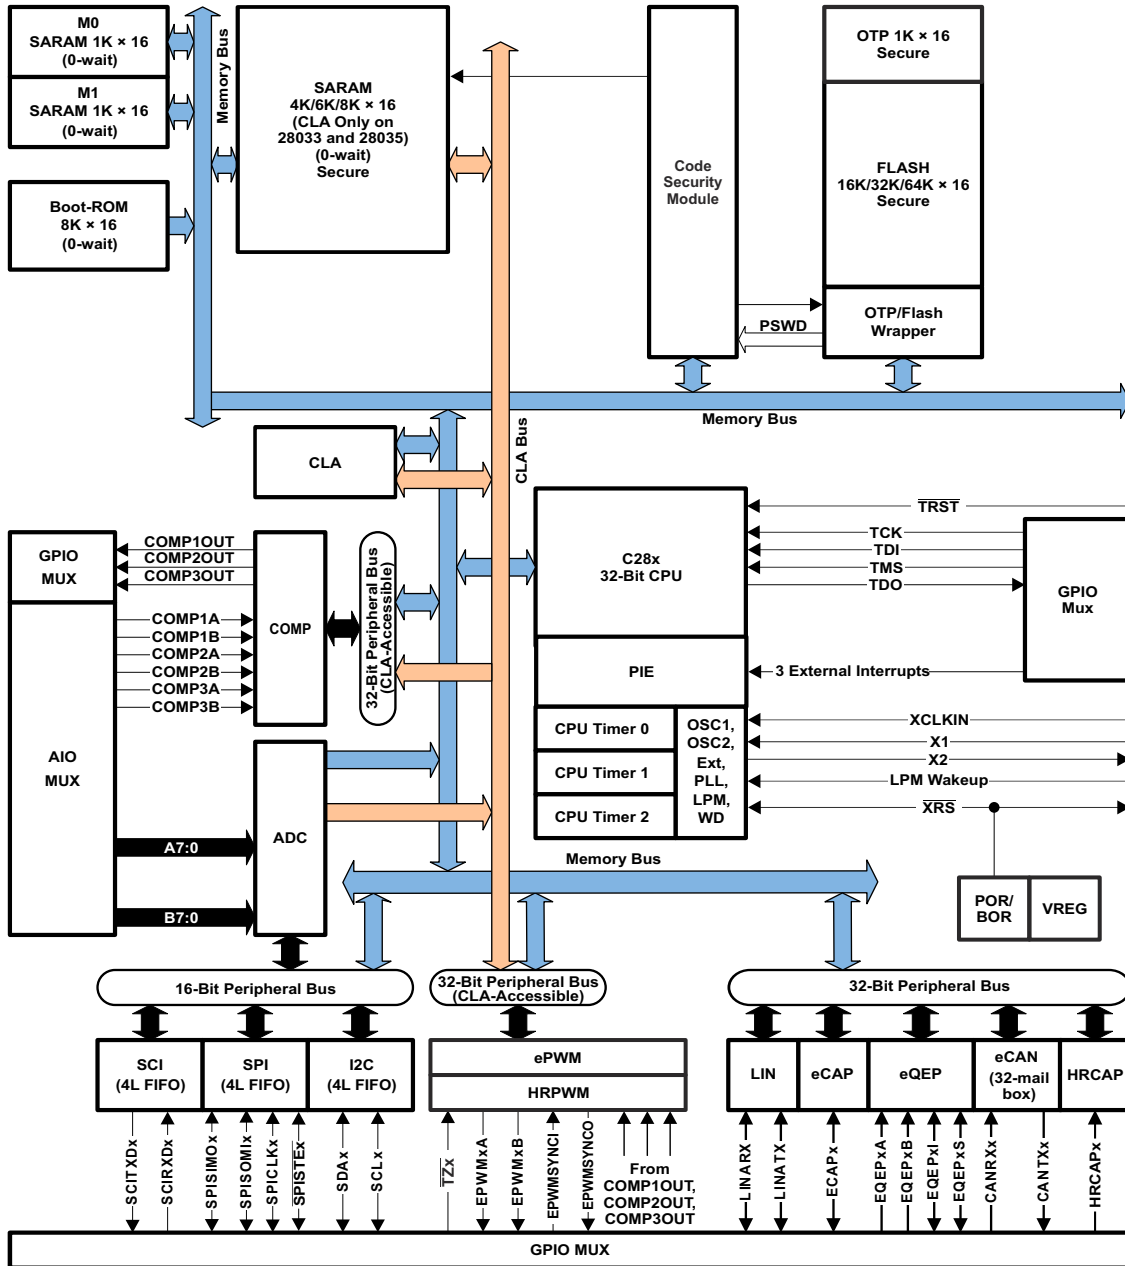 M0
SARAM 1K × 16
(0-wait)
M1
SARAM 1K × 16
(0-wait)
Boot-ROM
8K × 16
(0-wait)
Memory Bus
SARAM
4K/6K/8K × 16
(CLA Only on
28033 and 28035)
(0-wait)
Secure
Code
Security
Module
OTP 1K × 16
Secure
FLASH
16K/32K/64K × 16
Secure
OTP/Flash
Wrapper
PSWD
Memory Bus
CLA Bus
CLA
GPIO
MUX
COMP1OUT
COMP2OUT
COMP3OUT
COMP1A
COMP1B
COMP2A
COMP2B
COMP3A
COMP3B
COMP
32-Bit Peripheral Bus
(CLA-Accessible)
AIO
MUX
A7:0
B7:0
ADC
C28x
32-Bit CPU
PIE
CPU Timer 0
CPU Timer 1
CPU Timer 2
OSC1,
OSC2,
Ext,
PLL,
LPM,
WD
TRST
TCK
TDI
TMS
TDO
GPIO
Mux
3 External Interrupts
XCLKIN
X1
X2
LPM Wakeup
XRS
POR/
BOR
VREG
Memory Bus
16-Bit Peripheral Bus
32-Bit Peripheral Bus
(CLA-Accessible)
32-Bit Peripheral Bus
SCI
(4L FIFO)
SPI
(4L FIFO)
I2C
(4L FIFO)
ePWM
HRPWM
LIN
eCAP
eQEP
eCAN
(32-mail
box)
HRCAP
SCITXDx
SCIRXDx
SPISIMOx
SPISOMIx
SPICLKx
SPISTEx
SDAx
SCLx
TZx
EPWMxA
EPWMxB
EPWMSYNCI
EPWMSYNCO
From
COMP1OUT,
COMP2OUT,
COMP3OUT
LINARX
LINATX
ECAPx
EQEPxA
EQEPxB
EQEPxI
EQEPxS
CANRXx
CANTXx
HRCAPx
GPIO MUX